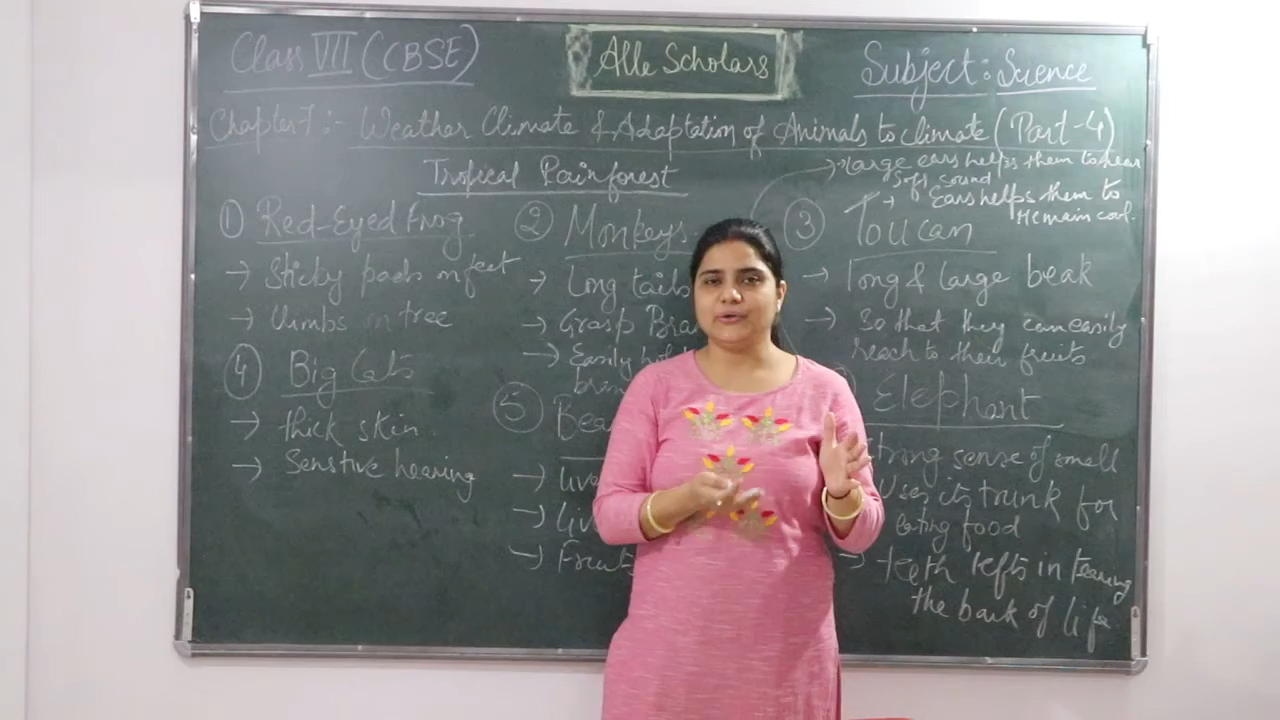 Class VII (CBSE)
Alle Scholars
Subject: Science
Chapter-7 :- Weather Climate & Adaptation of Animals to climate (Part-4)
Tropical Rainforest
→ large ears helps them to hear
soft sound
→ Ears helps them to
remain cool.
① Red-Eyed Frog
→ Sticky pads on feet
→ climbs on tree
② Monkeys
→ Long tails
→ Grasp
→ Easily
③ Toucan
→ long & large beak
→ So that they can easily
reach to their fruits
④ Big Cats
→ thick skin
→ Senstive hearing
⑤
→
→
→
Elephant
sense of smell
Uses its trunk for
eating food
→ teeth in tearing
the bark of